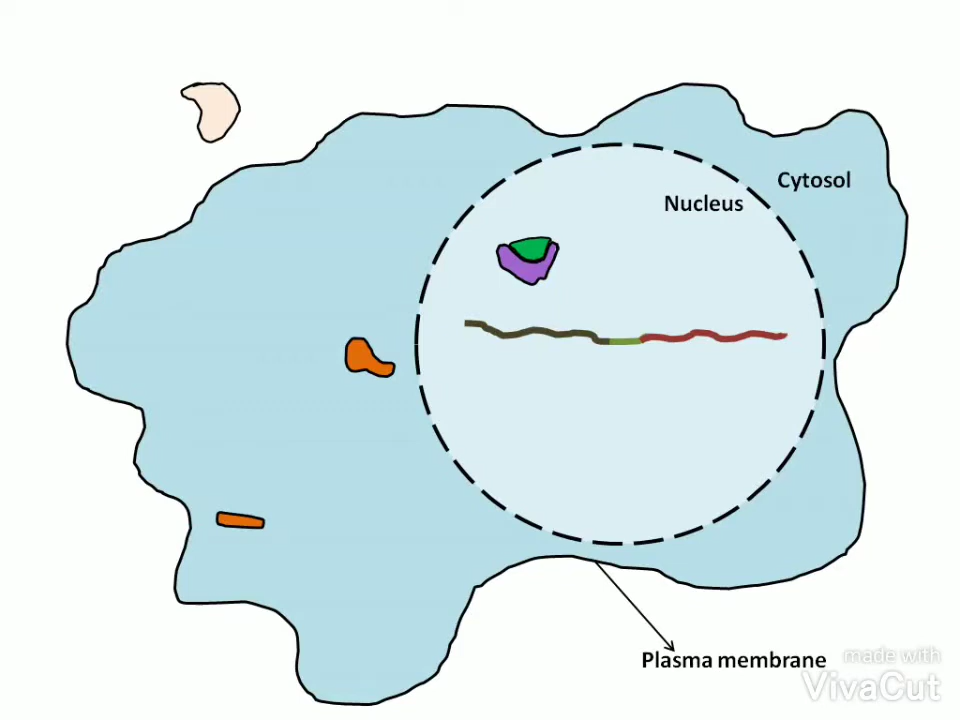 Cytosol
Nucleus
Plasma membrane
made with
VivaCut